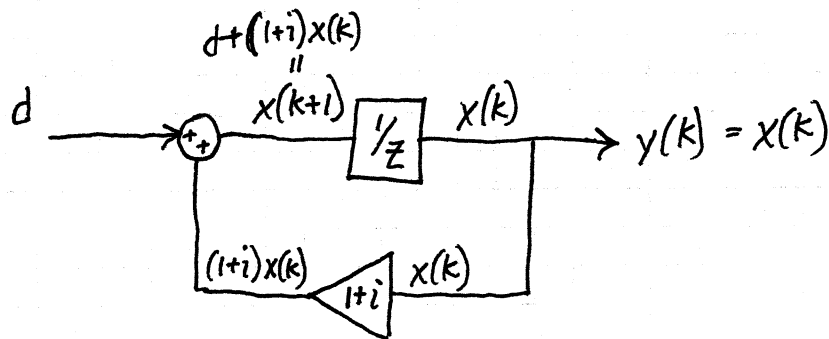 d+(1+i)x(k)
=
d
x(k+1)
1/z
x(k)
y(k) = x(k)
+
+
(1+i)x(k)
1+i
x(k)